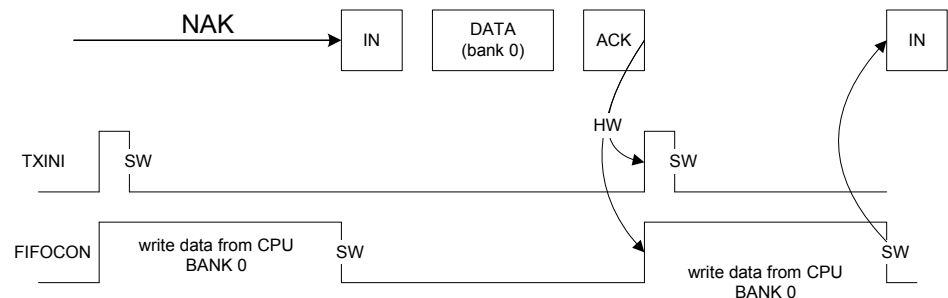 NAK
IN
DATA
(bank 0)
ACK
IN
HW
TXINI
SW
SW
FIFOCON
write data from CPU
BANK 0
SW
write data from CPU
BANK 0
SW